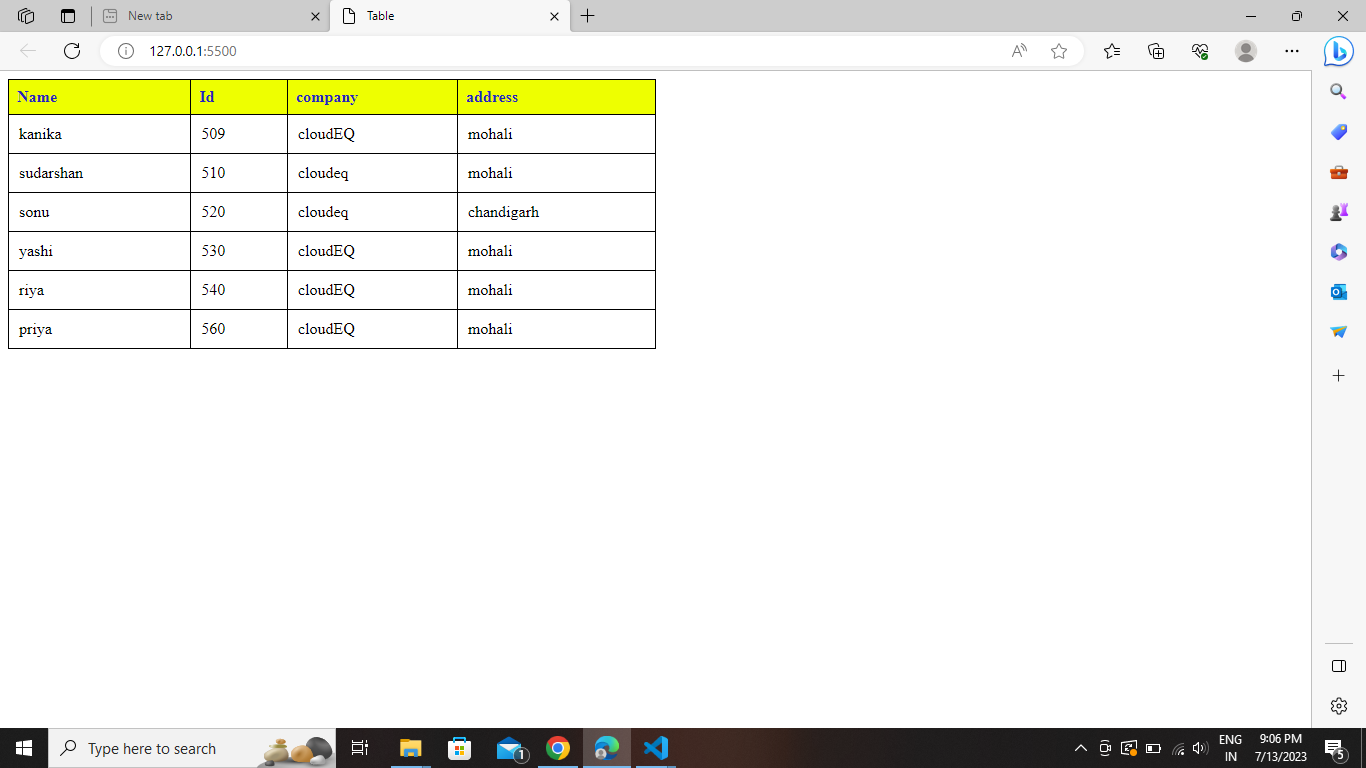 New tab
Table
127.0.0.1:5500
Name Id company address
kanika 509 cloudEQ mohali
sudarshan 510 cloudeq mohali
sonu 520 cloudeq chandigarh
yashi 530 cloudEQ mohali
riya 540 cloudEQ mohali
priya 560 cloudEQ mohali
Type here to search
1
ENG
IN
9:06 PM
7/13/2023
5